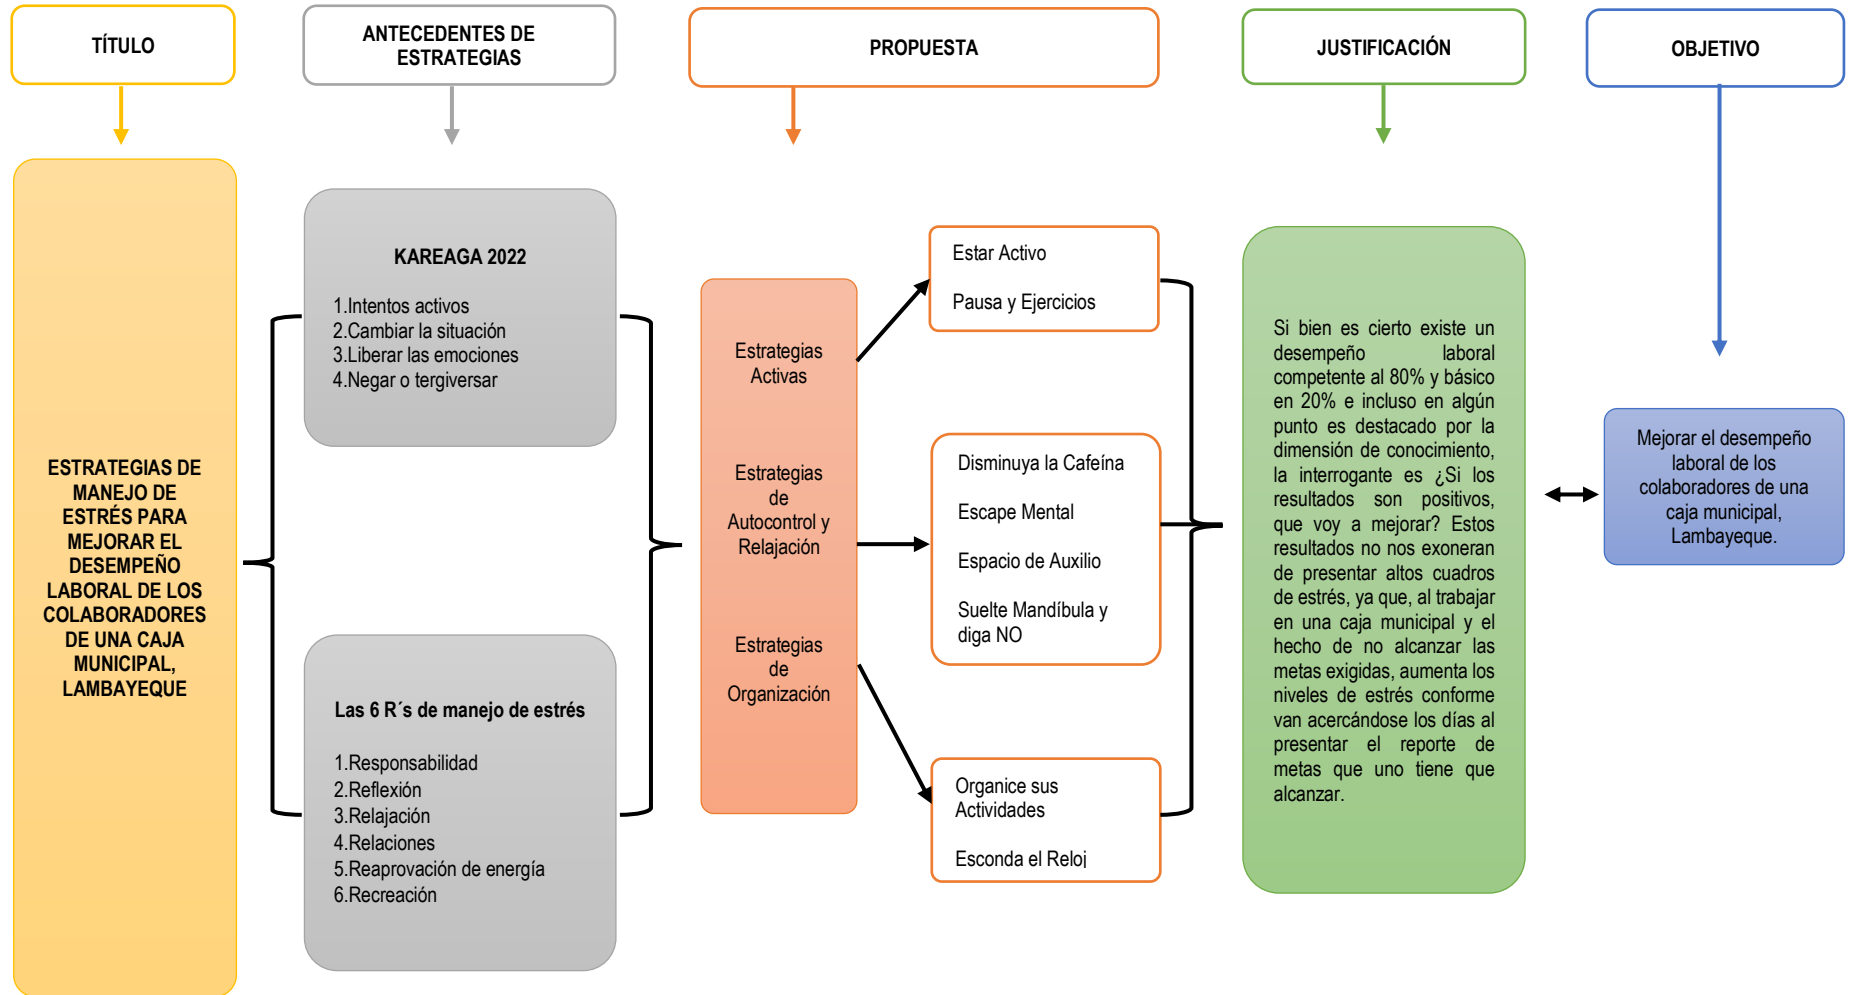 TÍTULO
ANTECEDENTES DE
ESTRATEGIAS
PROPUESTA
JUSTIFICACIÓN
OBJETIVO
ESTRATEGIAS DE
MANEJO DE
ESTRÉS PARA
MEJORAR EL
DESEMPEÑO
LABORAL DE LOS
COLABORADORES
DE UNA CAJA
MUNICIPAL,
LAMBAYEQUE
KAREAGA 2022
1.Intentos activos
2.Cambiar la situación
3.Liberar las emociones
4.Negar o tergiversar
Las 6 R´s de manejo de estrés
1.Responsabilidad
2.Reflexión
3.Relajación
4.Relaciones
5.Reaprovación de energía
6.Recreación
Estrategias
Activas
Estrategias
de
Autocontrol y
Relajación
Estrategias
de
Organización
Estar Activo
Pausa y Ejercicios
Disminuya la Cafeína
Escape Mental
Espacio de Auxilio
Suelte Mandíbula y
diga NO
Organice sus
Actividades
Esconda el Reloj
Si bien es cierto existe un
desempeño laboral
competente al 80% y básico
en 20% e incluso en algún
punto es destacado por la
dimensión de conocimiento,
la interrogante es ¿Si los
resultados son positivos,
que voy a mejorar? Estos
resultados no nos exoneran
de presentar altos cuadros
de estrés, ya que, al trabajar
en una caja municipal y el
hecho de no alcanzar las
metas exigidas, aumenta los
niveles de estrés conforme
van acercándose los días al
presentar el reporte de
metas que uno tiene que
alcanzar.
Mejorar el desempeño
laboral de los
colaboradores de una
caja municipal,
Lambayeque.